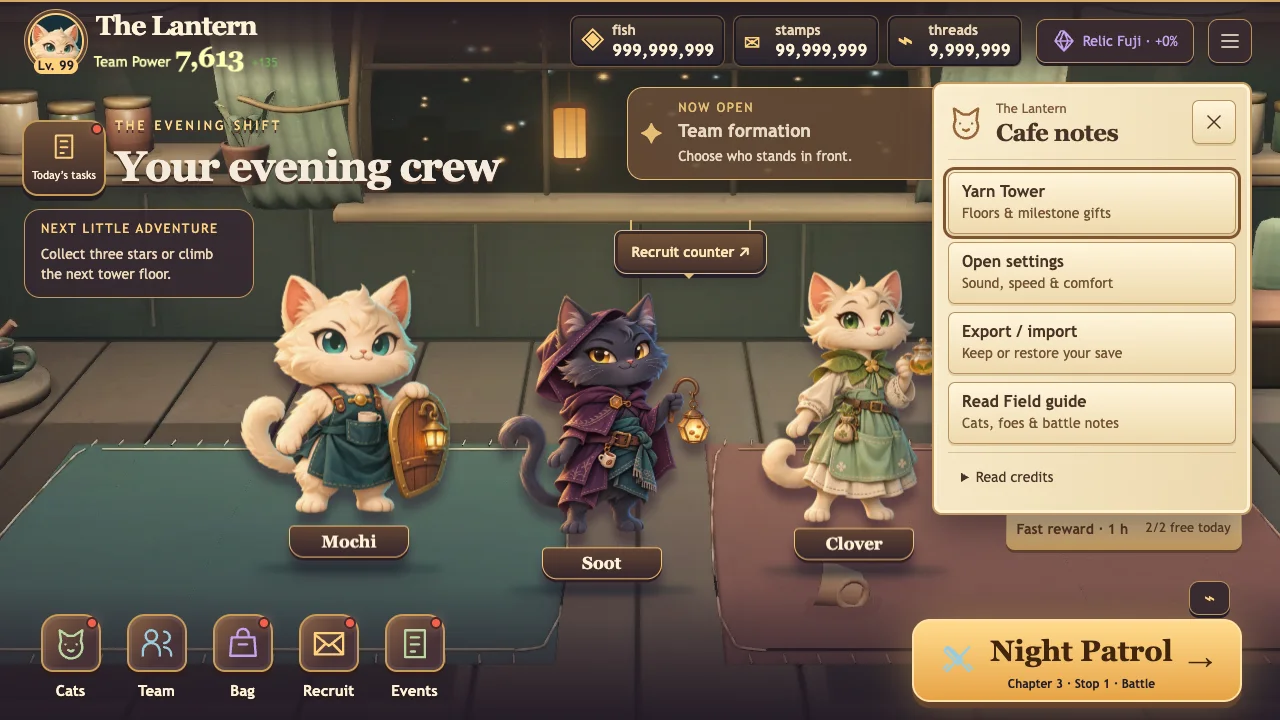 The Lantern
Lv. 99
Team Power 7,613 +135
fish
999,999,999
stamps
99,999,999
threads
9,999,999
Relic Fuji · +0%
Today's tasks
THE EVENING SHIFT
Your evening crew
NEXT LITTLE ADVENTURE
Collect three stars or climb
the next tower floor.
NOW OPEN
Team formation
Choose who stands in front.
Recruit counter ↗
The Lantern
Cafe notes
Yarn Tower
Floors & milestone gifts
Open settings
Sound, speed & comfort
Export / import
Keep or restore your save
Read Field guide
Cats, foes & battle notes
Read credits
Fast reward · 1 h 2/2 free today
Mochi
Soot
Clover
Cats
Team
Bag
Recruit
Events
Night Patrol →
Chapter 3 · Stop 1 · Battle